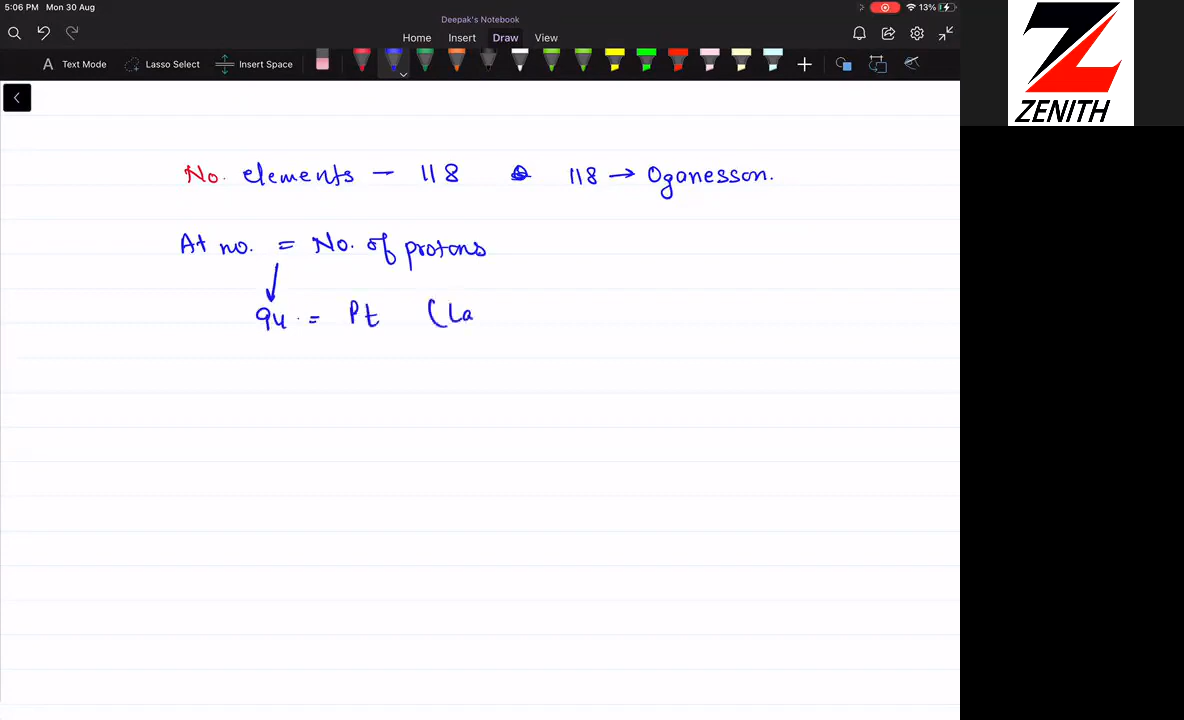 5:06 PM Mon 30 Aug 13%
Deepak's Notebook
Home Insert Draw View
Text Mode Lasso Select Insert Space
ZENITH
No. elements - 118 118 → Oganesson.
At no. = No. of protons
94 = Pt (La